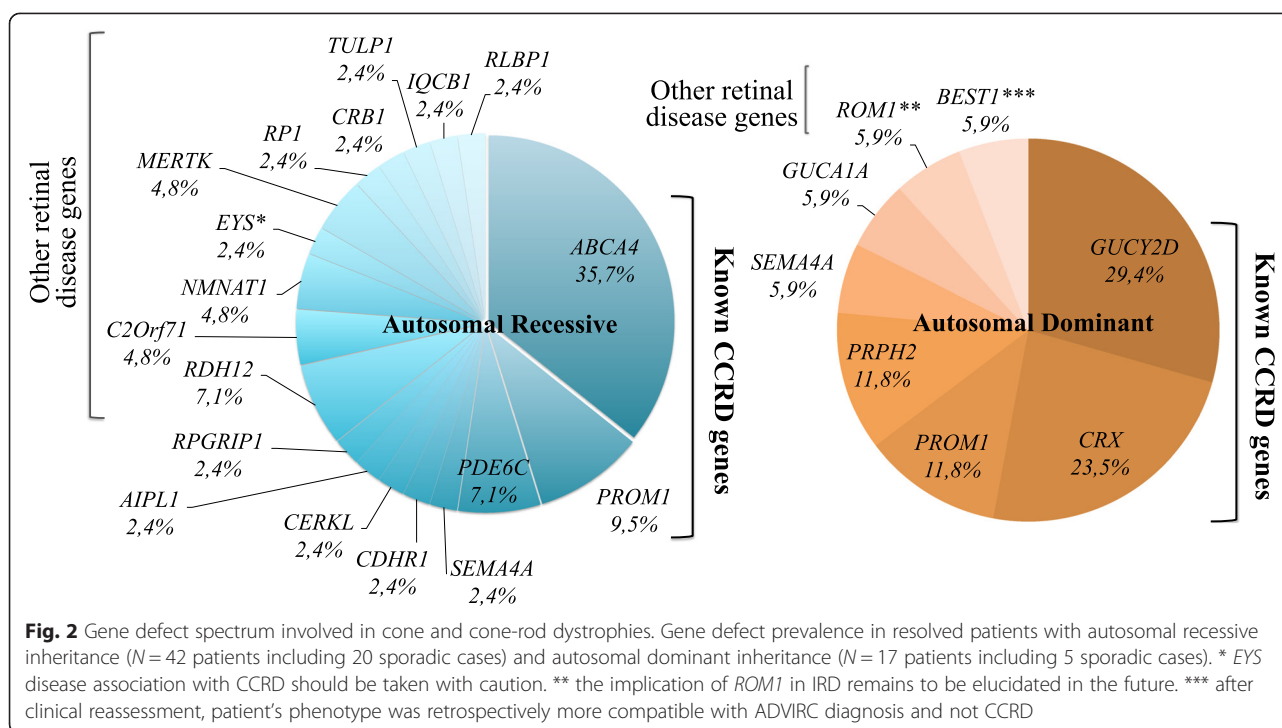 Other retinal
disease genes
TULP1
2,4%
IQCB1
2,4%
RLBP1
2,4%
CRB1
2,4%
RP1
2,4%
MERTK
4,8%
EYS*
2,4%
NMNAT1
4,8%
C2Orf71
4,8%
RDH12
7,1%
RPGRIP1
2,4%
AIPL1
2,4%
CERKL
2,4%
CDHR1
2,4%
SEMA4A
2,4%
PDE6C
7,1%
PROM1
9,5%
ABCA4
35,7%
Autosomal Recessive
Known CCRD
genes
Other retinal
disease genes
ROM1**
5,9%
BEST1***
5,9%
GUCA1A
5,9%
SEMA4A
5,9%
PRPH2
11,8%
PROM1
11,8%
CRX
23,5%
GUCY2D
29,4%
Autosomal Dominant
Known CCRD
genes
Fig. 2 Gene defect spectrum involved in cone and cone-rod dystrophies. Gene defect prevalence in resolved patients with autosomal recessive
inheritance (N = 42 patients including 20 sporadic cases) and autosomal dominant inheritance (N = 17 patients including 5 sporadic cases). * EYS
disease association with CCRD should be taken with caution. ** the implication of ROM1 in IRD remains to be elucidated in the future. *** after
clinical reassessment, patient's phenotype was retrospectively more compatible with ADVIRC diagnosis and not CCRD